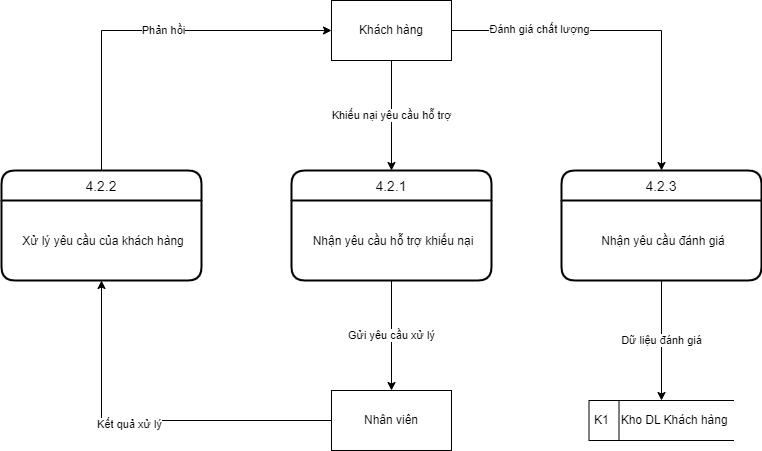 Phản hồi
Khách hàng
Đánh giá chất lượng
Khiếu nại yêu cầu hỗ trợ
4.2.2
4.2.1
4.2.3
Xử lý yêu cầu của khách hàng
Nhận yêu cầu hỗ trợ khiếu nại
Nhận yêu cầu đánh giá
Gửi yêu cầu xử lý
Dữ liệu đánh giá
Kết quả xử lý
Nhân viên
K1
Kho DL Khách hàng